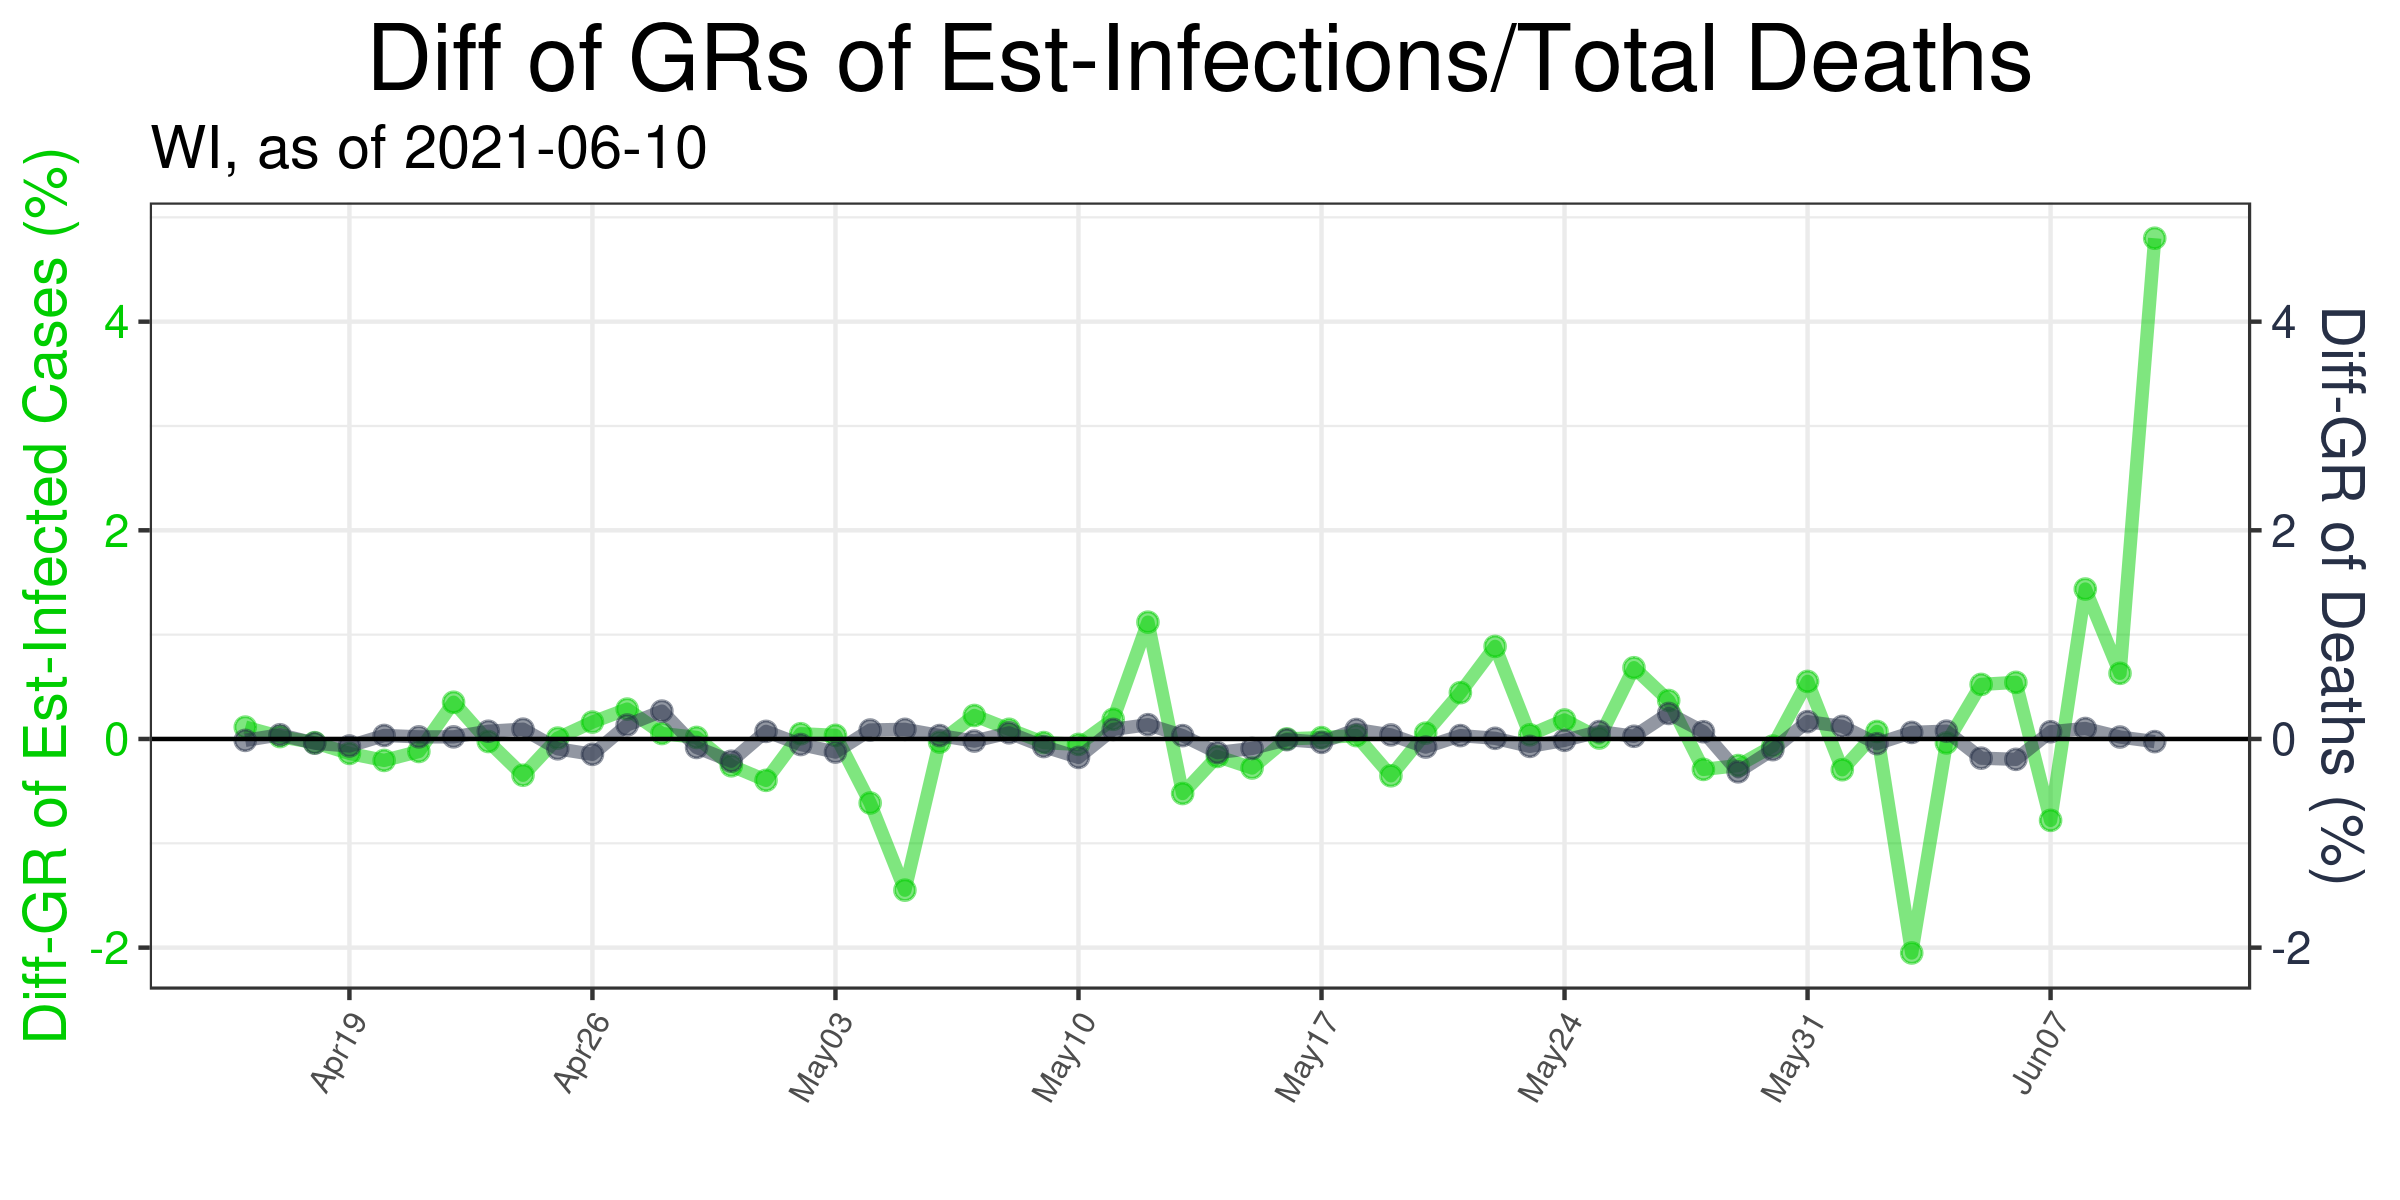 Diff of GRs of Est-Infections/Total Deaths
WI, as of 2021-06-10
Diff-GR of Est-Infected Cases (%)
4
2
0
-2
4
2
0
-2
Diff-GR of Deaths (%)
Apr19
Apr26
May03
May10
May17
May24
May31
Jun07